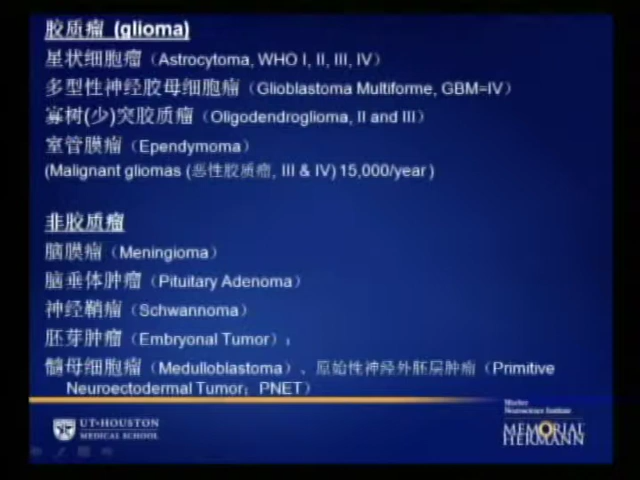 胶质瘤 (glioma)
星状细胞瘤（Astrocytoma, WHO I, II, III, IV）
多型性神经胶母细胞瘤（Glioblastoma Multiforme, GBM=IV）
寡树(少)突胶质瘤（Oligodendroglioma, II and III）
室管膜瘤（Ependymoma）
(Malignant gliomas (恶性胶质瘤, III & IV) 15,000/year）
非胶质瘤
脑膜瘤（Meningioma）
脑垂体肿瘤（Pituitary Adenoma）
神经鞘瘤（Schwannoma）
胚芽肿瘤（Embryonal Tumor）；
髓母细胞瘤（Medulloblastoma）、原始性神经外胚层肿瘤（Primitive
Neuroectodermal Tumor；PNET）
UT-HOUSTON
MEDICAL SCHOOL
Mischer
Neuroscience Institute
MEMORIAL
HERMANN